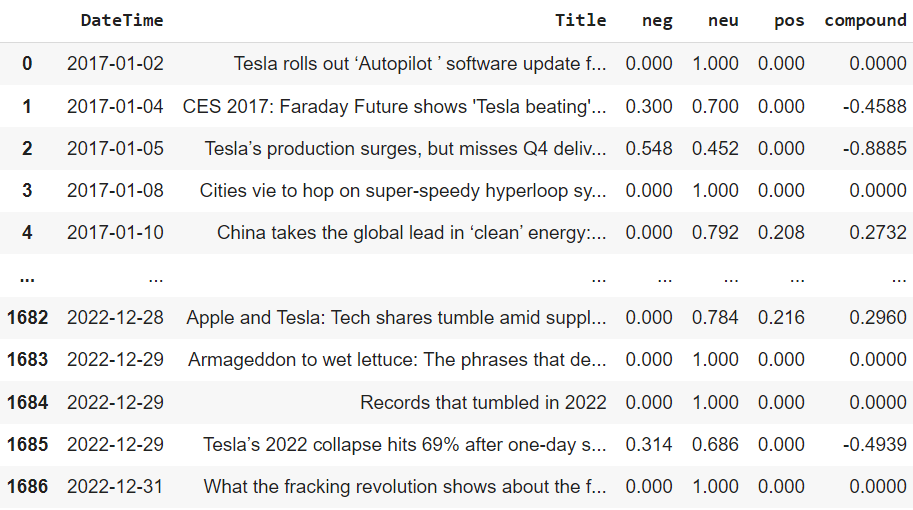 DateTime Title neg neu pos compound
0 2017-01-02 Tesla rolls out ‘Autopilot ’ software update f... 0.000 1.000 0.000 0.0000
1 2017-01-04 CES 2017: Faraday Future shows 'Tesla beating'... 0.300 0.700 0.000 -0.4588
2 2017-01-05 Tesla’s production surges, but misses Q4 deliv... 0.548 0.452 0.000 -0.8885
3 2017-01-08 Cities vie to hop on super-speedy hyperloop sy... 0.000 1.000 0.000 0.0000
4 2017-01-10 China takes the global lead in ‘clean’ energy:... 0.000 0.792 0.208 0.2732
... ... ... ... ... ... ...
1682 2022-12-28 Apple and Tesla: Tech shares tumble amid suppl... 0.000 0.784 0.216 0.2960
1683 2022-12-29 Armageddon to wet lettuce: The phrases that de... 0.000 1.000 0.000 0.0000
1684 2022-12-29 Records that tumbled in 2022 0.000 1.000 0.000 0.0000
1685 2022-12-29 Tesla’s 2022 collapse hits 69% after one-day s... 0.314 0.686 0.000 -0.4939
1686 2022-12-31 What the fracking revolution shows about the f... 0.000 1.000 0.000 0.0000